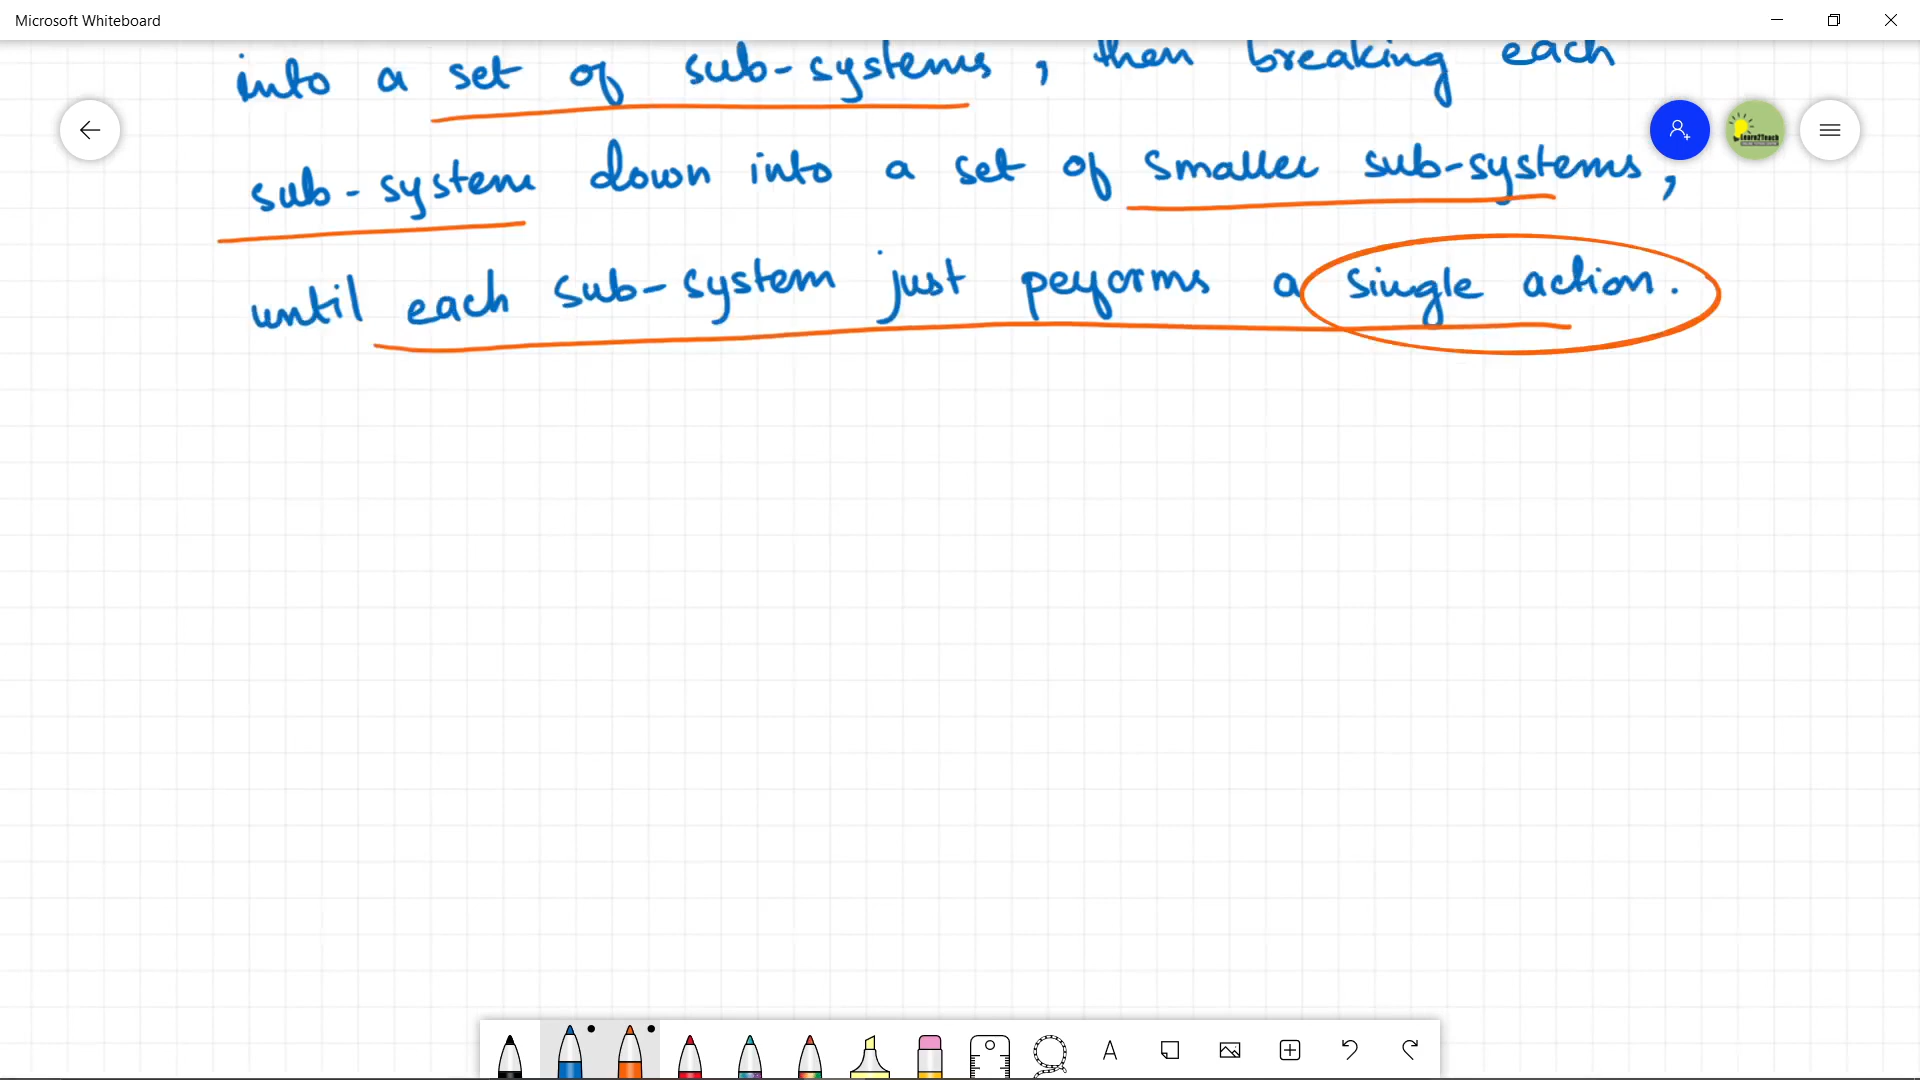 Microsoft Whiteboard
into a set of sub-systems, then breaking each
sub-system down into a set of smaller sub-systems,
until each sub-system just performs a single action.
Learn2Teach